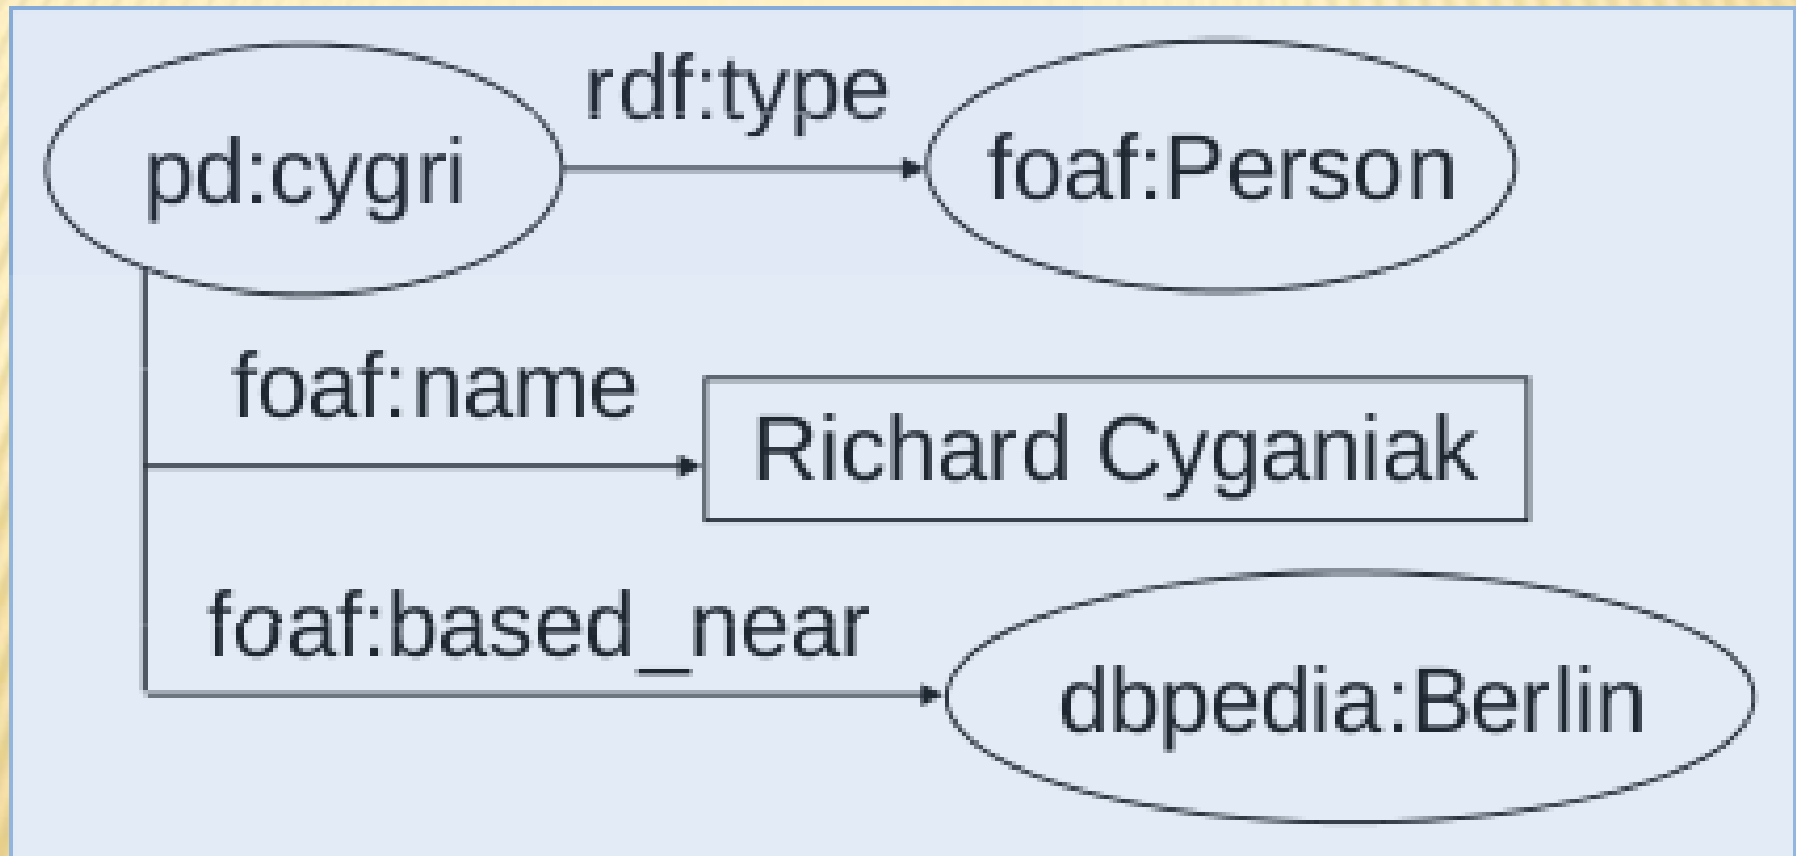 rdf:type
pd:cygri
foaf:Person
foaf:name
Richard Cyganiak
foaf:based_near
dbpedia:Berlin